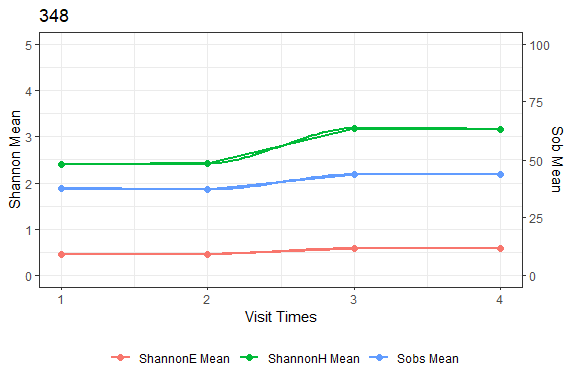 348
5
4
3
2
1
0
Shannon Mean
100
75
50
25
0
Sob Mean
1 2 3 4
Visit Times
ShannonE Mean ShannonH Mean Sobs Mean